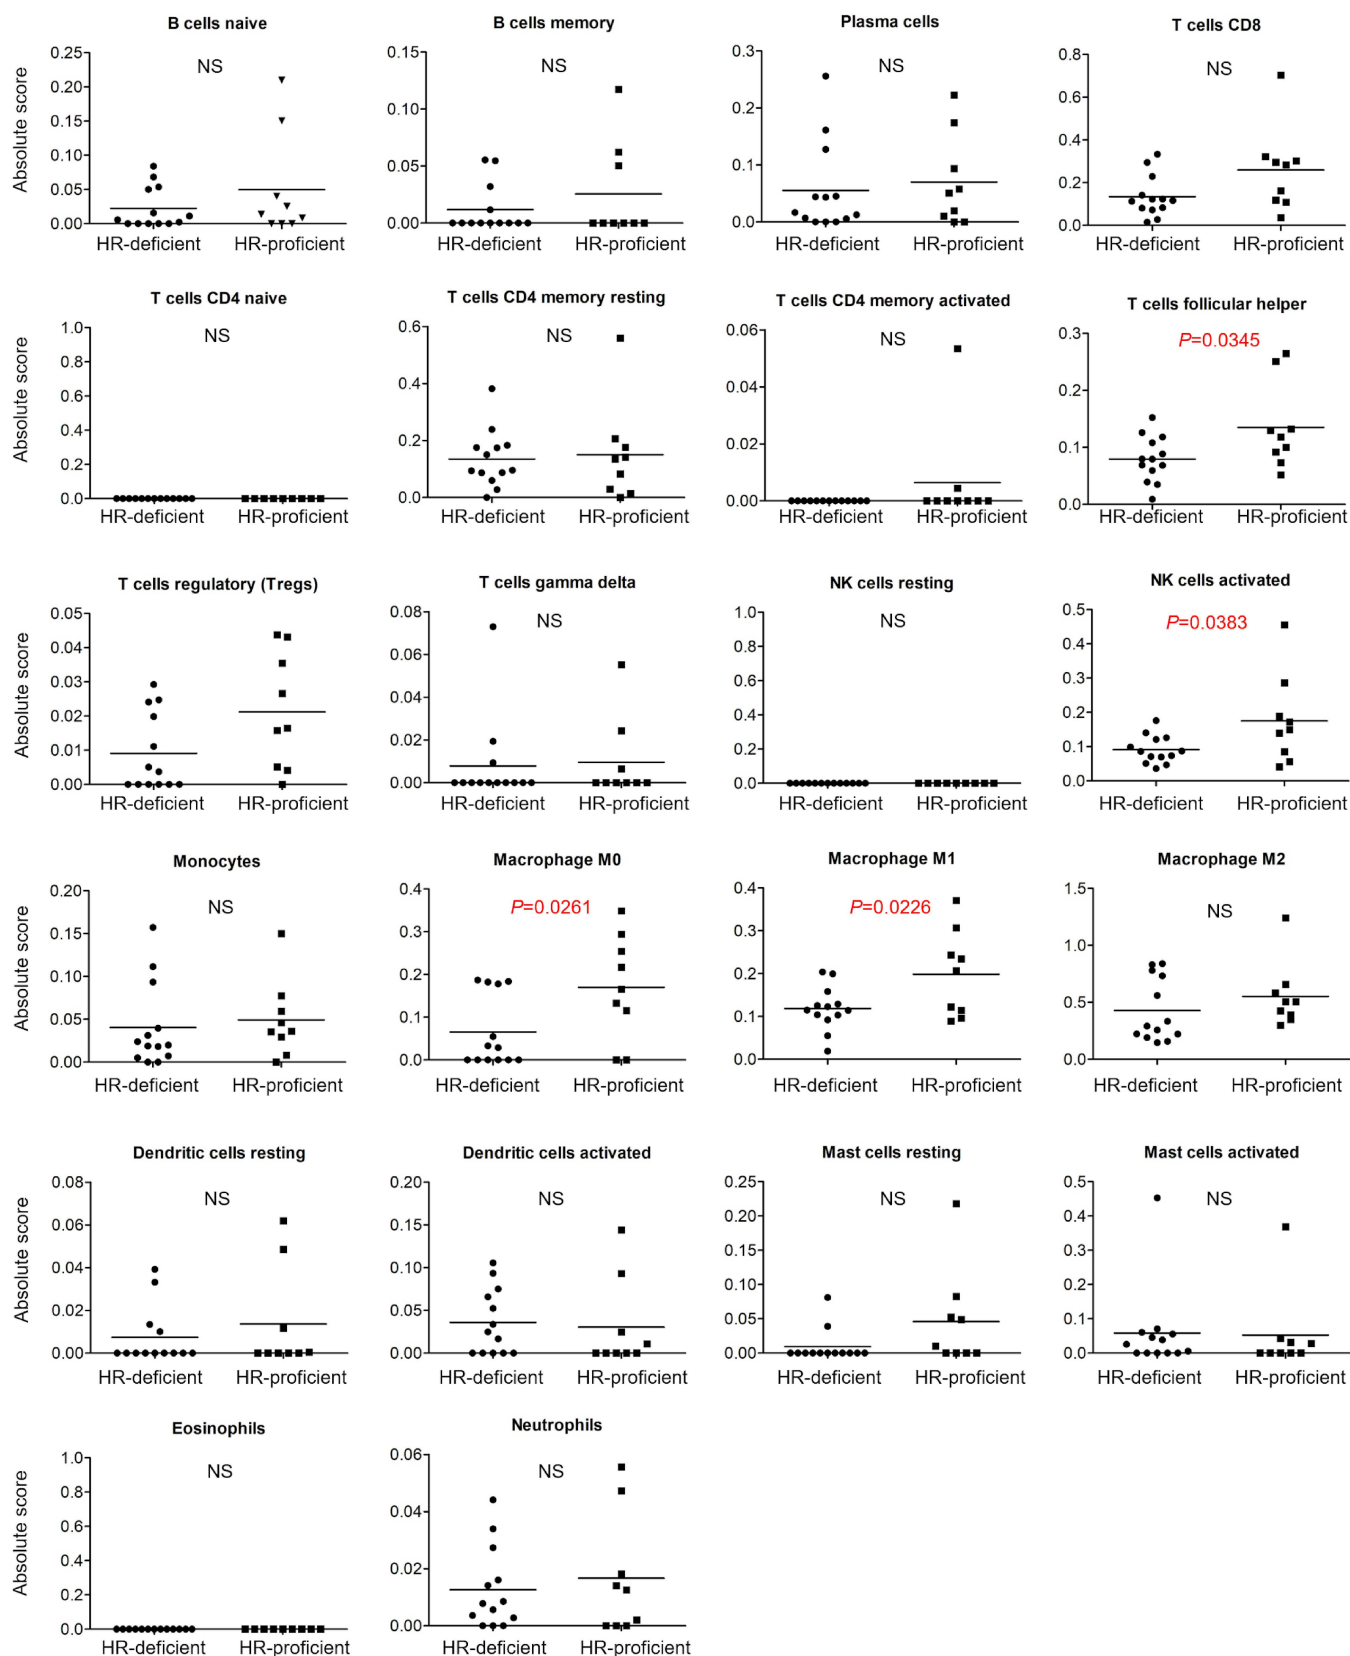 B cells naive
B cells memory
Plasma cells
T cells CD8
Absolute score
0.25
0.20
0.15
0.10
0.05
0.00
NS
HR-deficient
HR-proficient
0.15
0.10
0.05
0.00
NS
HR-deficient
HR-proficient
0.3
0.2
0.1
0.0
NS
HR-deficient
HR-proficient
0.8
0.6
0.4
0.2
0.0
NS
HR-deficient
HR-proficient
T cells CD4 naive
T cells CD4 memory resting
T cells CD4 memory activated
T cells follicular helper
Absolute score
1.0
0.8
0.6
0.4
0.2
0.0
NS
HR-deficient
HR-proficient
0.6
0.4
0.2
0.0
NS
HR-deficient
HR-proficient
0.06
0.04
0.02
0.00
NS
HR-deficient
HR-proficient
0.3
0.2
0.1
0.0
P=0.0345
HR-deficient
HR-proficient
T cells regulatory (Tregs)
T cells gamma delta
NK cells resting
NK cells activated
Absolute score
0.05
0.04
0.03
0.02
0.01
0.00
HR-deficient
HR-proficient
0.08
0.06
0.04
0.02
0.00
NS
HR-deficient
HR-proficient
1.0
0.8
0.6
0.4
0.2
0.0
NS
HR-deficient
HR-proficient
0.5
0.4
0.3
0.2
0.1
0.0
P=0.0383
HR-deficient
HR-proficient
Monocytes
Macrophage M0
Macrophage M1
Macrophage M2
Absolute score
0.20
0.15
0.10
0.05
0.00
NS
HR-deficient
HR-proficient
0.4
0.3
0.2
0.1
0.0
P=0.0261
HR-deficient
HR-proficient
0.4
0.3
0.2
0.1
0.0
P=0.0226
HR-deficient
HR-proficient
1.5
1.0
0.5
0.0
NS
HR-deficient
HR-proficient
Dendritic cells resting
Dendritic cells activated
Mast cells resting
Mast cells activated
Absolute score
0.08
0.06
0.04
0.02
0.00
NS
HR-deficient
HR-proficient
0.20
0.15
0.10
0.05
0.00
NS
HR-deficient
HR-proficient
0.25
0.20
0.15
0.10
0.05
0.00
NS
HR-deficient
HR-proficient
0.5
0.4
0.3
0.2
0.1
0.0
NS
HR-deficient
HR-proficient
Eosinophils
Neutrophils
Absolute score
1.0
0.8
0.6
0.4
0.2
0.0
NS
HR-deficient
HR-proficient
0.06
0.04
0.02
0.00
NS
HR-deficient
HR-proficient